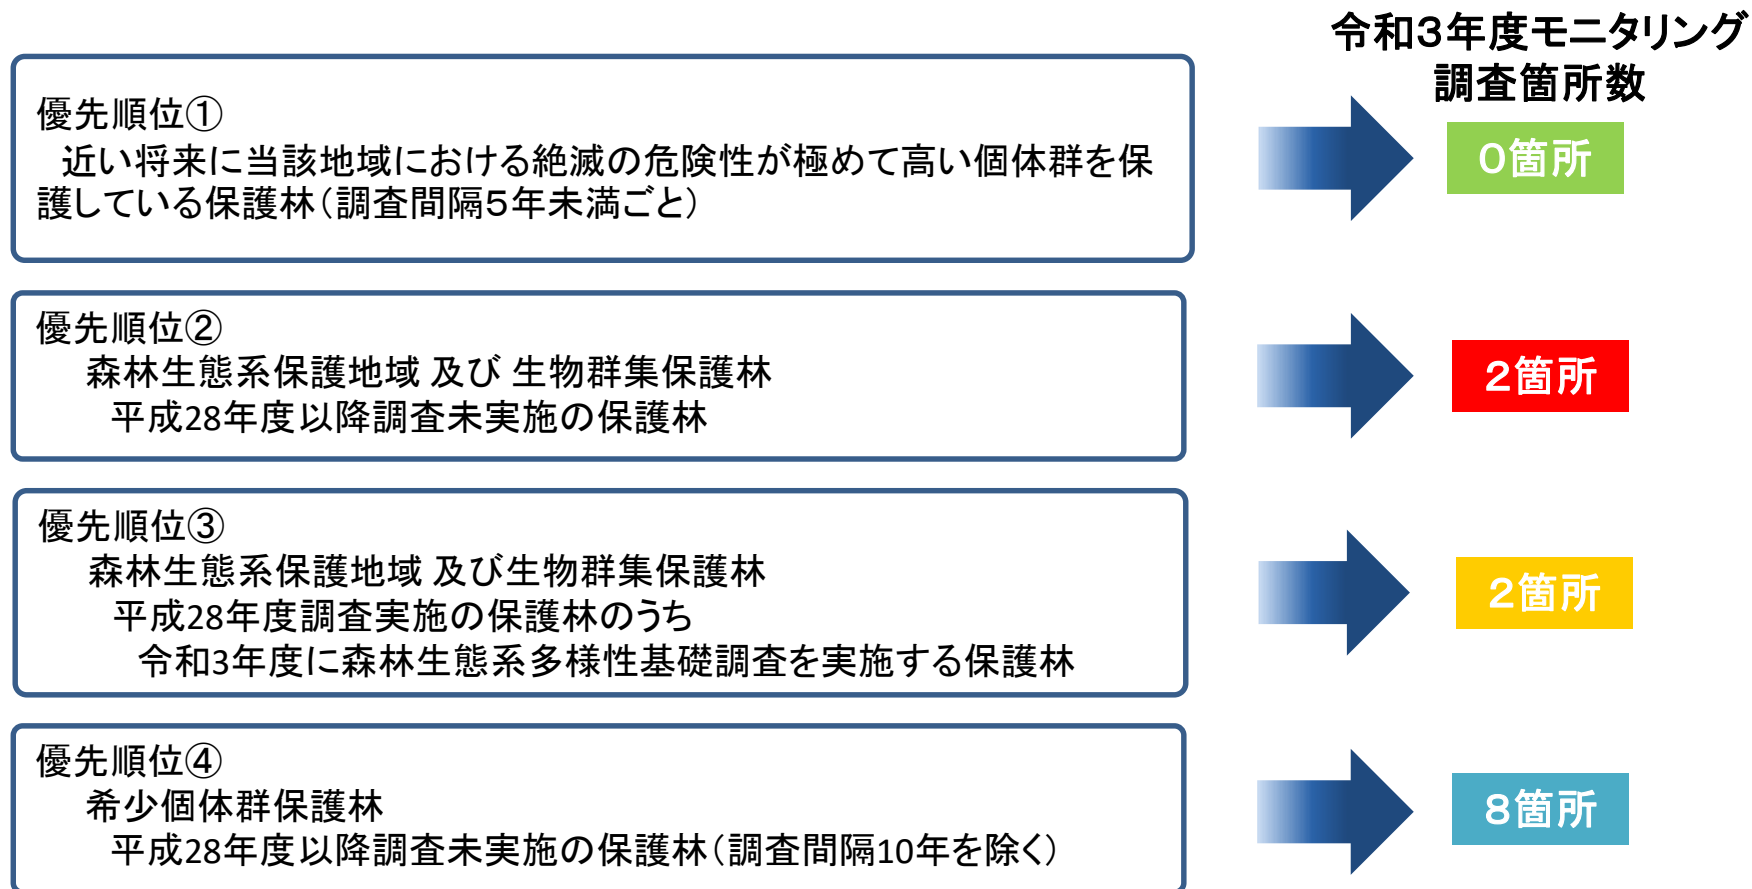 令和３年度モニタリング
調査箇所数
優先順位①
近い将来に当該地域における絶滅の危険性が極めて高い個体群を保
護している保護林（調査間隔５年未満ごと）
０箇所
優先順位②
森林生態系保護地域 及び 生物群集保護林
平成28年度以降調査未実施の保護林
２箇所
優先順位③
森林生態系保護地域 及び生物群集保護林
平成28年度調査実施の保護林のうち
令和3年度に森林生態系多様性基礎調査を実施する保護林
２箇所
優先順位④
希少個体群保護林
平成28年度以降調査未実施の保護林（調査間隔10年を除く）
８箇所